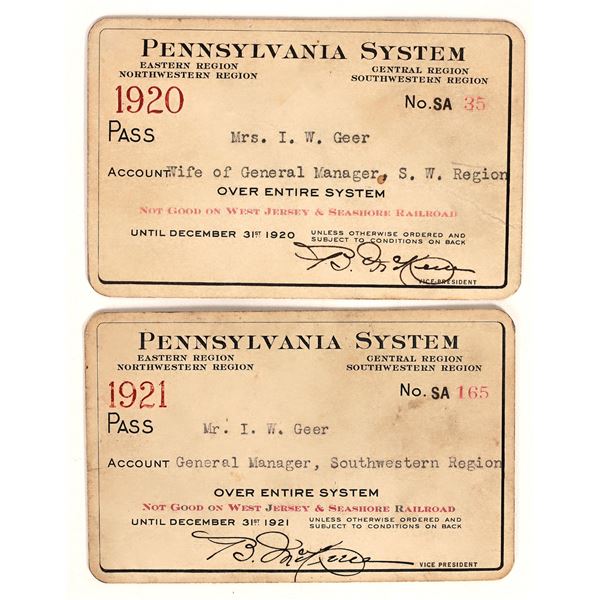 PENNSYLVANIA SYSTEM
EASTERN REGION CENTRAL REGION
NORTHWESTERN REGION SOUTHWESTERN REGION
1920 No. SA 35
PASS Mrs. I. W. Geer
ACCOUNT Wife of General Manager, S. W. Region
OVER ENTIRE SYSTEM
NOT GOOD ON WEST JERSEY & SEASHORE RAILROAD
UNTIL DECEMBER 31ST 1920 UNLESS OTHERWISE ORDERED AND
SUBJECT TO CONDITIONS ON BACK
VICE-PRESIDENT
PENNSYLVANIA SYSTEM
EASTERN REGION CENTRAL REGION
NORTHWESTERN REGION SOUTHWESTERN REGION
1921 No. SA 165
PASS Mr. I. W. Geer
ACCOUNT General Manager, Southwestern Region
OVER ENTIRE SYSTEM
NOT GOOD ON WEST JERSEY & SEASHORE RAILROAD
UNTIL DECEMBER 31ST 1921 UNLESS OTHERWISE ORDERED AND
SUBJECT TO CONDITIONS ON BACK
VICE PRESIDENT